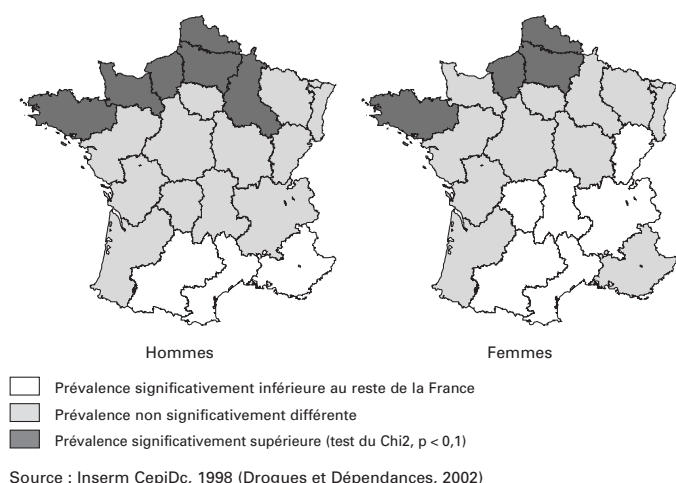 Hommes
Femmes
Prévalence significativement inférieure au reste de la France
Prévalence non significativement différente
Prévalence significativement supérieure (test du Chi2, p < 0,1)
Source : Inserm CepiDc, 1998 (Drogues et Dépendances, 2002)